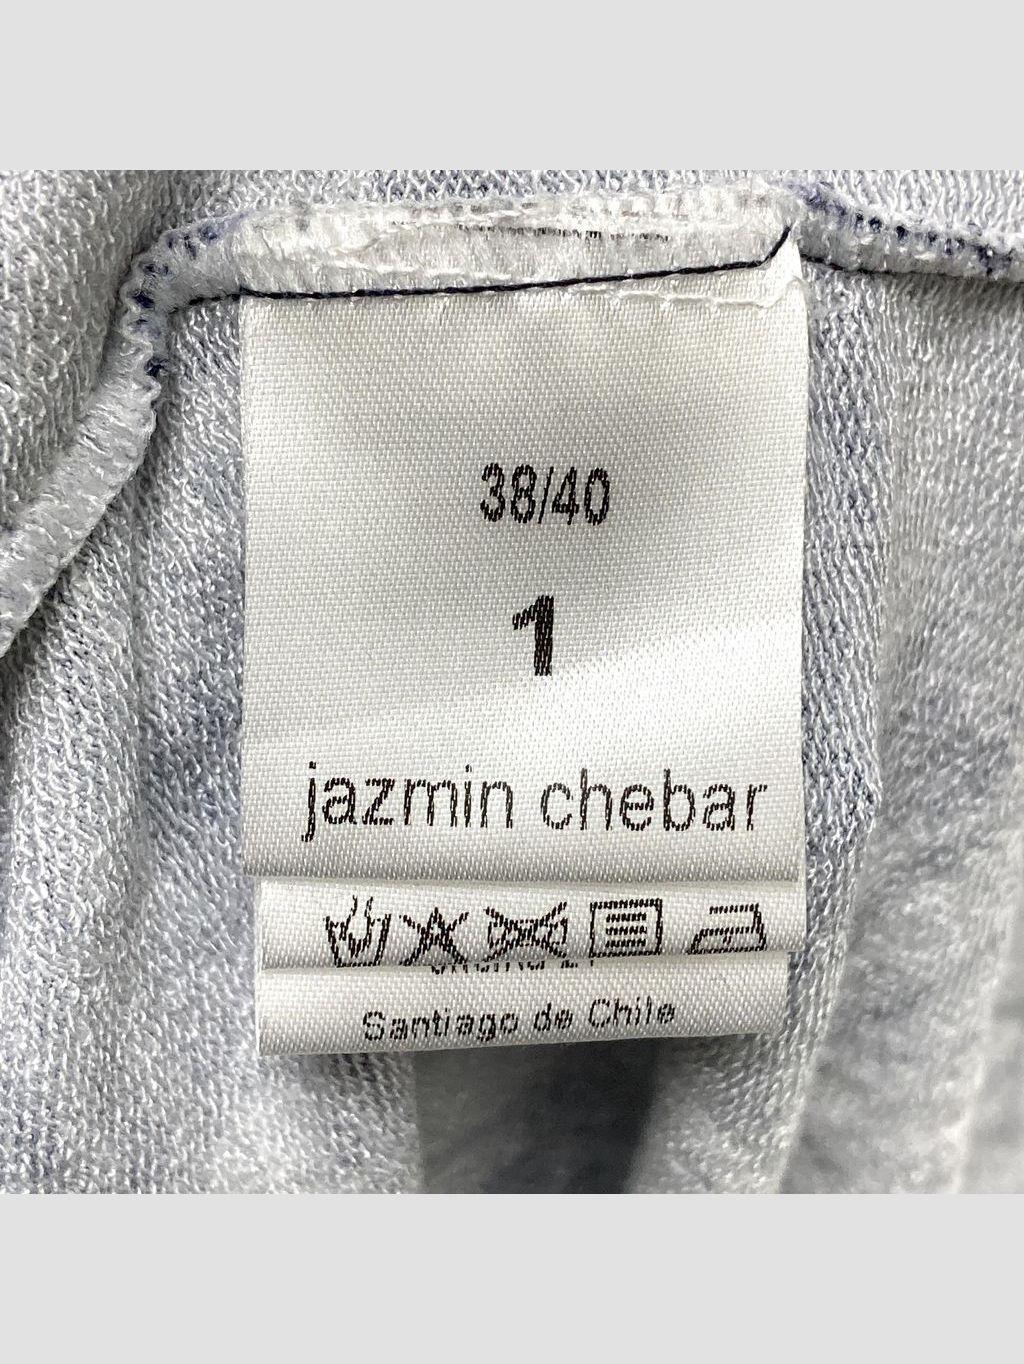 38/40
1
jazmin chebar
Santiago de Chile